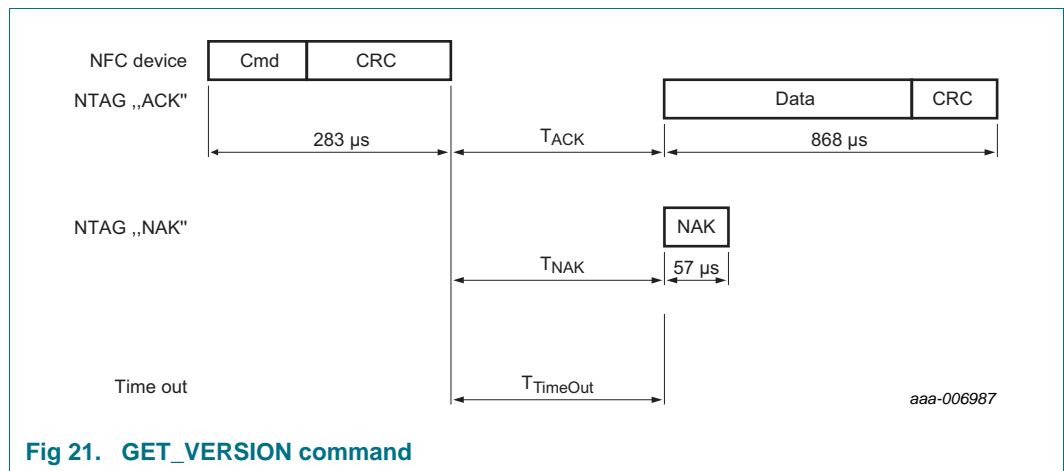 NFC device Cmd CRC
NTAG ,,ACK" Data CRC
283 µs TACK 868 µs
NTAG ,,NAK" NAK
TNAK 57 µs
Time out TTimeOut aaa-006987
Fig 21. GET_VERSION command